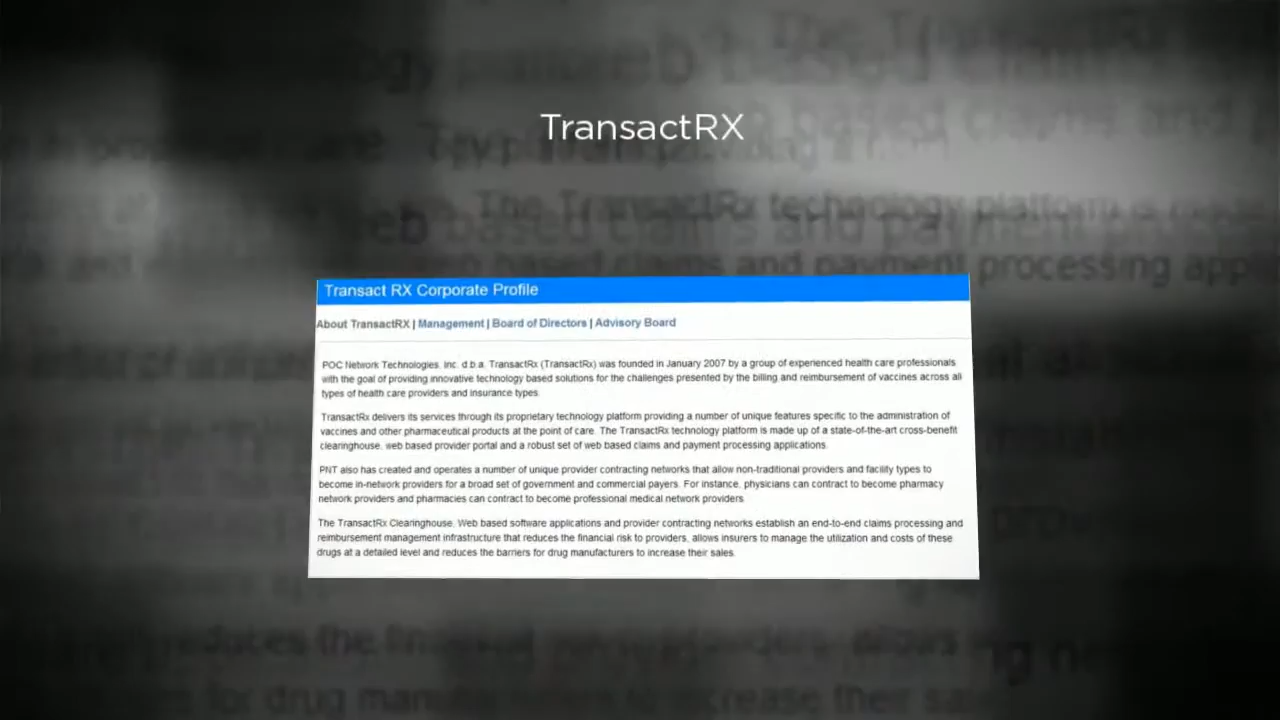 TransactRX
Transact RX Corporate Profile
About TransactRX | Management | Board of Directors | Advisory Board
POC Network Technologies, Inc. d.b.a. TransactRx (TransactRx) was founded in January 2007 by a group of experienced health care professionals
with the goal of providing innovative technology based solutions for the challenges presented by the billing and reimbursement of vaccines across all
types of health care providers and insurance types.
TransactRx delivers its services through its proprietary technology platform providing a number of unique features specific to the administration of
vaccines and other pharmaceutical products at the point of care. The TransactRx technology platform is made up of a state-of-the-art cross-benefit
clearinghouse, web based provider portal and a robust set of web based claims and payment processing applications.
PNT also has created and operates a number of unique provider contracting networks that allow non-traditional providers and facility types to
become in-network providers for a broad set of government and commercial payers. For instance, physicians can contract to become pharmacy
network providers and pharmacies can contract to become professional medical network providers.
The TransactRx Clearinghouse, Web based software applications and provider contracting networks establish an end-to-end claims processing and
reimbursement management infrastructure that reduces the financial risk to providers, allows insurers to manage the utilization and costs of these
drugs at a detailed level and reduces the barriers for drug manufacturers to increase their sales.